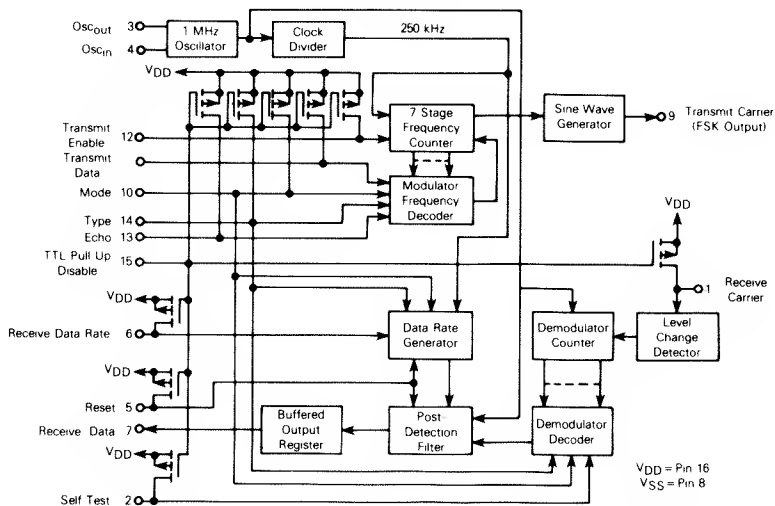 Osc out 3
Osc in 4
1 MHz
Oscillator
Clock
Divider
250 kHz
VDD
Transmit
Enable 12
Transmit
Data
Mode 10
Type 14
Echo 13
TTL Pull Up
Disable 15
7 Stage
Frequency
Counter
Modulator
Frequency
Decoder
Sine Wave
Generator
9 Transmit Carrier
(FSK Output)
VDD
1 Receive
Carrier
VDD
Receive Data Rate 6
Data Rate
Generator
Demodulator
Counter
Level
Change
Detector
VDD
Reset 5
Receive Data 7
Buffered
Output
Register
Post-
Detection
Filter
Demodulator
Decoder
VDD
Self Test 2
VDD = Pin 16
VSS = Pin 8